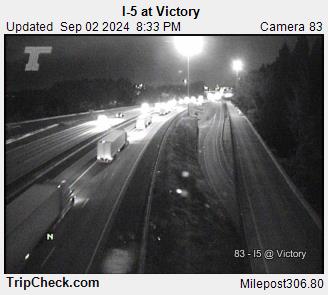 I-5 at Victory
Updated Sep 02 2024 8:33 PM Camera 83
T
N
83 - I5 @ Victory
TripCheck.com Milepost306.80